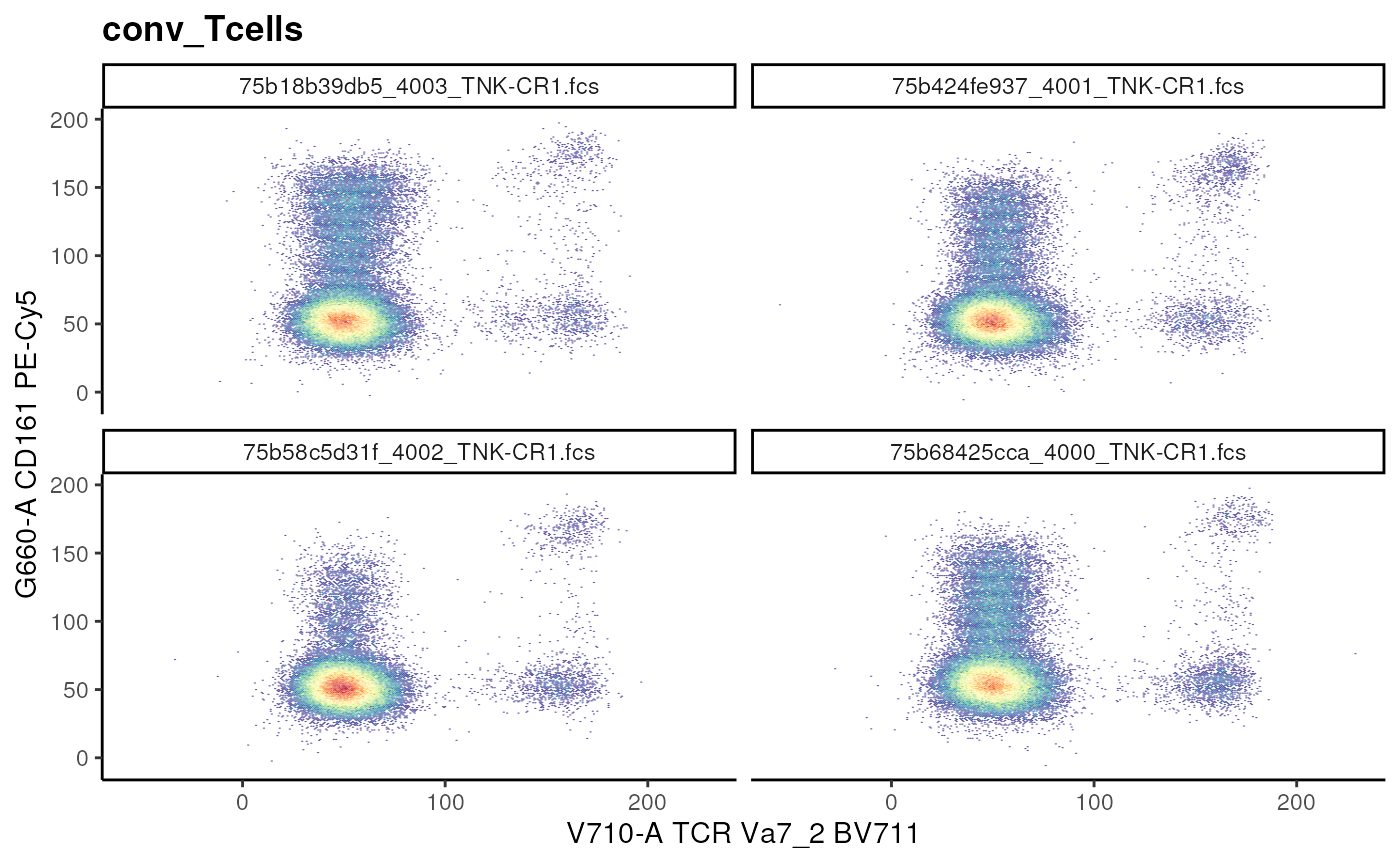 conv_Tcells
75b18b39db5_4003_TNK-CR1.fcs
75b424fe937_4001_TNK-CR1.fcs
200
150
100
50
0
75b58c5d31f_4002_TNK-CR1.fcs
75b68425cca_4000_TNK-CR1.fcs
200
150
100
50
0
G660-A CD161 PE-Cy5
0 100 200
0 100 200
V710-A TCR Va7_2 BV711